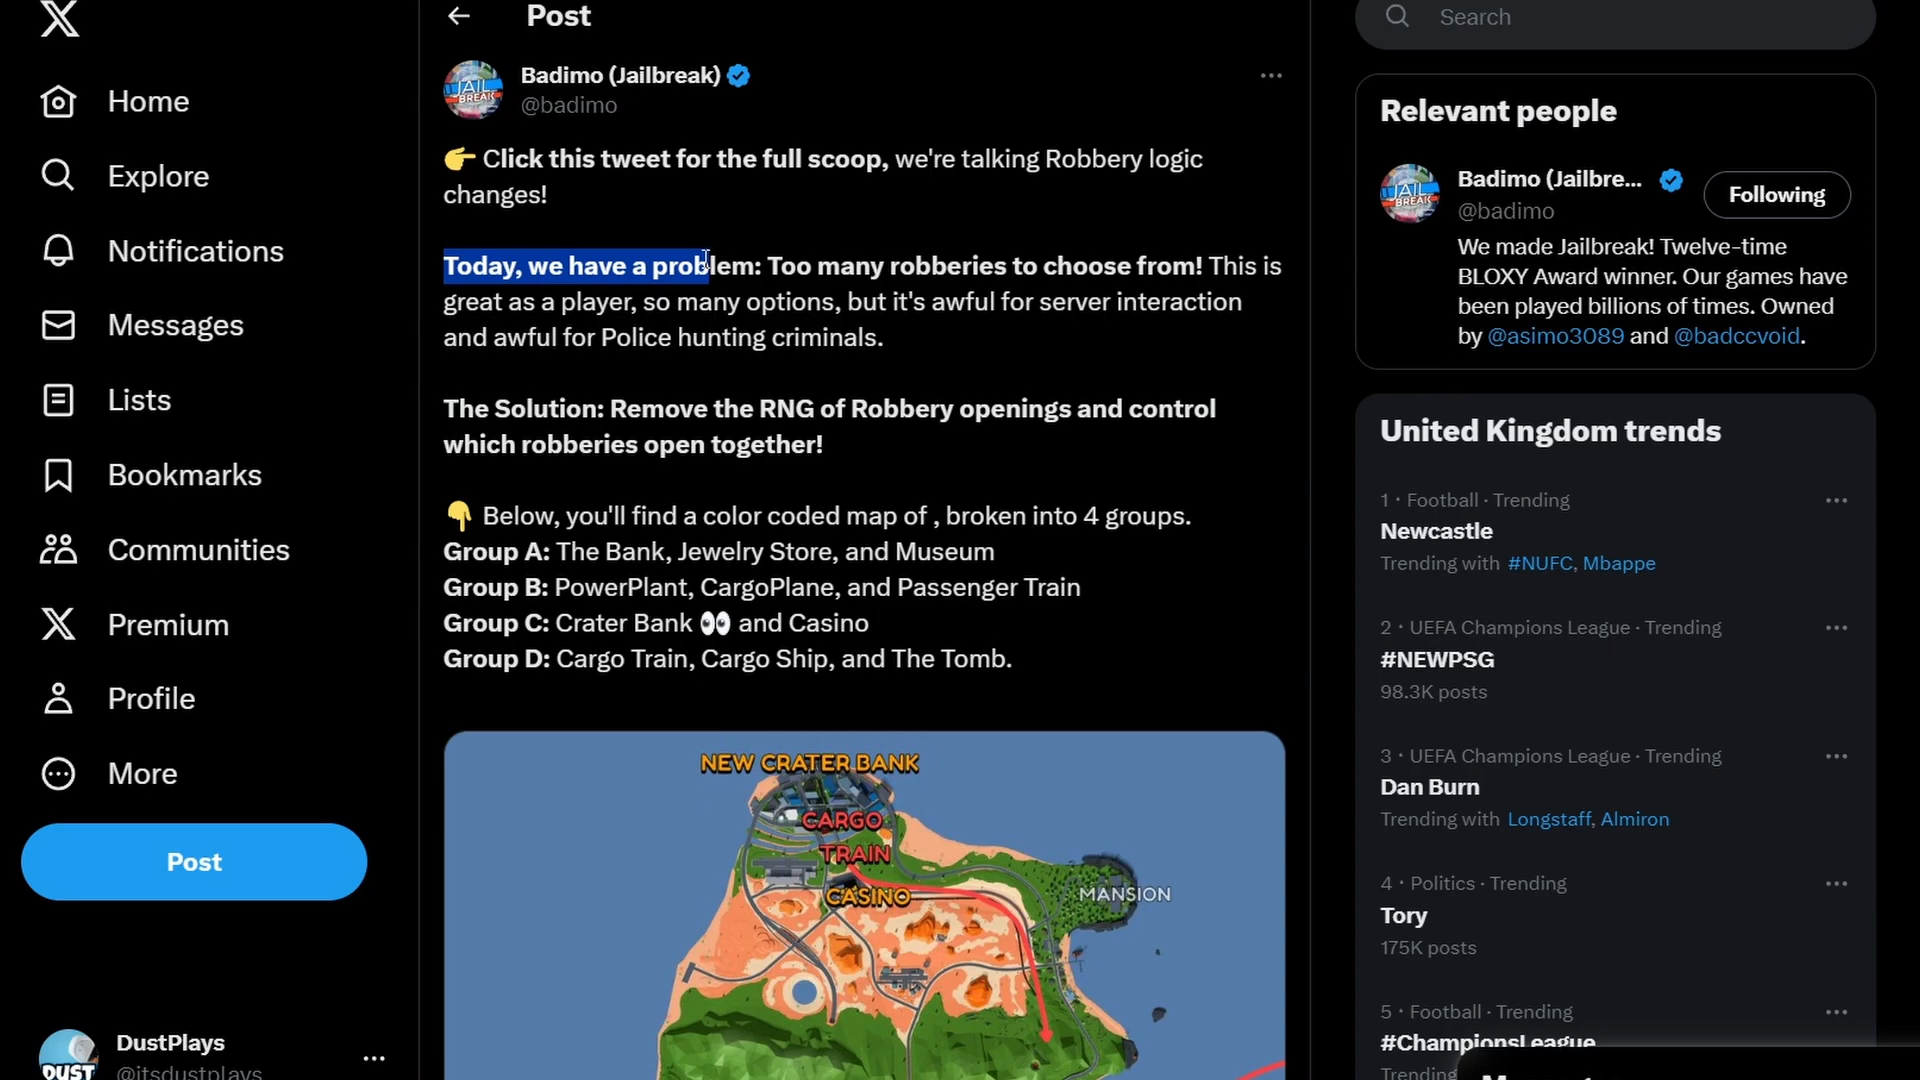 Home
Explore
Notifications
Messages
Lists
Bookmarks
Communities
Premium
Profile
More
Post
DustPlays
@itsdustplays
Post
Badimo (Jailbreak)
@badimo
👉 Click this tweet for the full scoop, we're talking Robbery logic
changes!
Today, we have a problem: Too many robberies to choose from! This is
great as a player, so many options, but it's awful for server interaction
and awful for Police hunting criminals.
The Solution: Remove the RNG of Robbery openings and control
which robberies open together!
👇 Below, you'll find a color coded map of , broken into 4 groups.
Group A: The Bank, Jewelry Store, and Museum
Group B: PowerPlant, CargoPlane, and Passenger Train
Group C: Crater Bank 👀 and Casino
Group D: Cargo Train, Cargo Ship, and The Tomb.
NEW CRATER BANK
CARGO
TRAIN
CASINO
MANSION
Search
Relevant people
Badimo (Jailbre...
@badimo
Following
We made Jailbreak! Twelve-time
BLOXY Award winner. Our games have
been played billions of times. Owned
by @asimo3089 and @badccvoid.
United Kingdom trends
1 · Football · Trending
Newcastle
Trending with #NUFC, Mbappe
2 · UEFA Champions League · Trending
#NEWPSG
98.3K posts
3 · UEFA Champions League · Trending
Dan Burn
Trending with Longstaff, Almiron
4 · Politics · Trending
Tory
175K posts
5 · Football · Trending
#ChampionsLeague
Trending